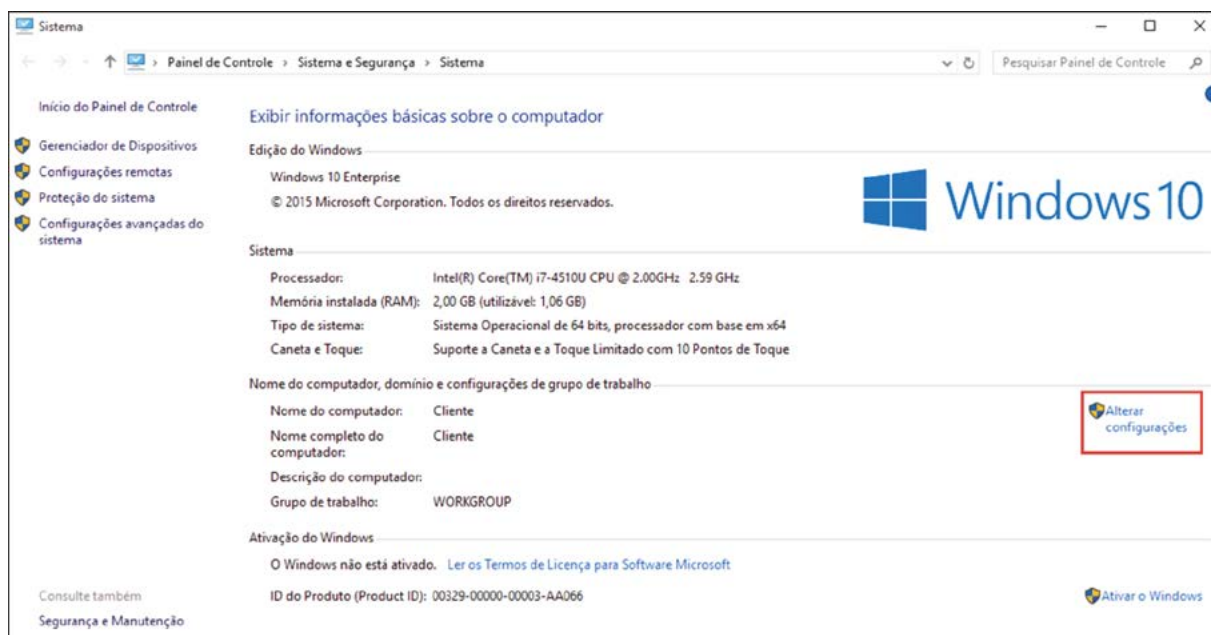 Sistema
Painel de Controle › Sistema e Segurança › Sistema
Pesquisar Painel de Controle
Início do Painel de Controle
Gerenciador de Dispositivos
Configurações remotas
Proteção do sistema
Configurações avançadas do
sistema
Exibir informações básicas sobre o computador
Edição do Windows
Windows 10 Enterprise
© 2015 Microsoft Corporation. Todos os direitos reservados.
Windows 10
Sistema
Processador: Intel(R) Core(TM) i7-4510U CPU @ 2.00GHz 2.59 GHz
Memória instalada (RAM): 2,00 GB (utilizável: 1,06 GB)
Tipo de sistema: Sistema Operacional de 64 bits, processador com base em x64
Caneta e Toque: Suporte a Caneta e a Toque Limitado com 10 Pontos de Toque
Nome do computador, domínio e configurações de grupo de trabalho
Nome do computador: Cliente
Nome completo do
computador: Cliente
Descrição do computador:
Grupo de trabalho: WORKGROUP
Alterar
configurações
Ativação do Windows
O Windows não está ativado. Ler os Termos de Licença para Software Microsoft
ID do Produto (Product ID): 00329-00000-00003-AA066
Ativar o Windows
Consulte também
Segurança e Manutenção